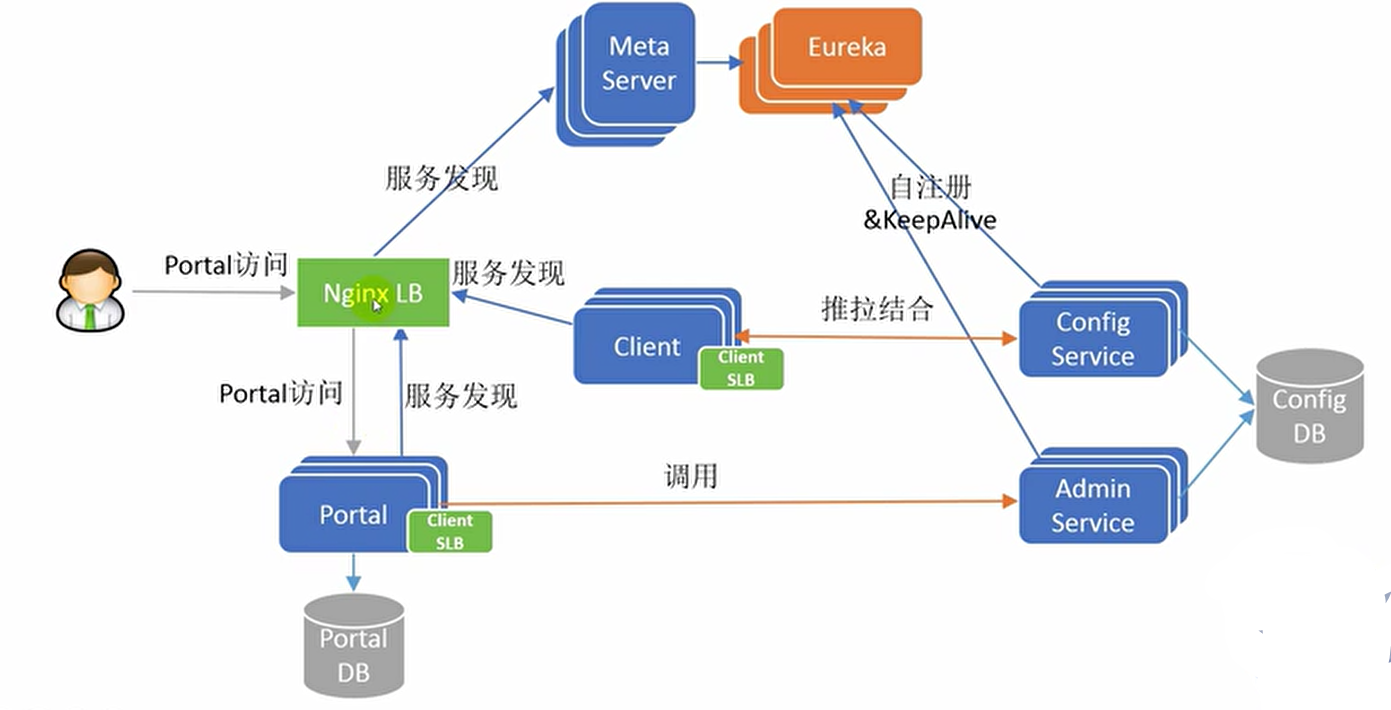 Meta
Server
Eureka
服务发现
自注册
&KeepAlive
Portal访问
Nginx LB
服务发现
Client
Client
SLB
推拉结合
Config
Service
Config
DB
Portal访问
服务发现
Portal
Client
SLB
调用
Admin
Service
Portal
DB